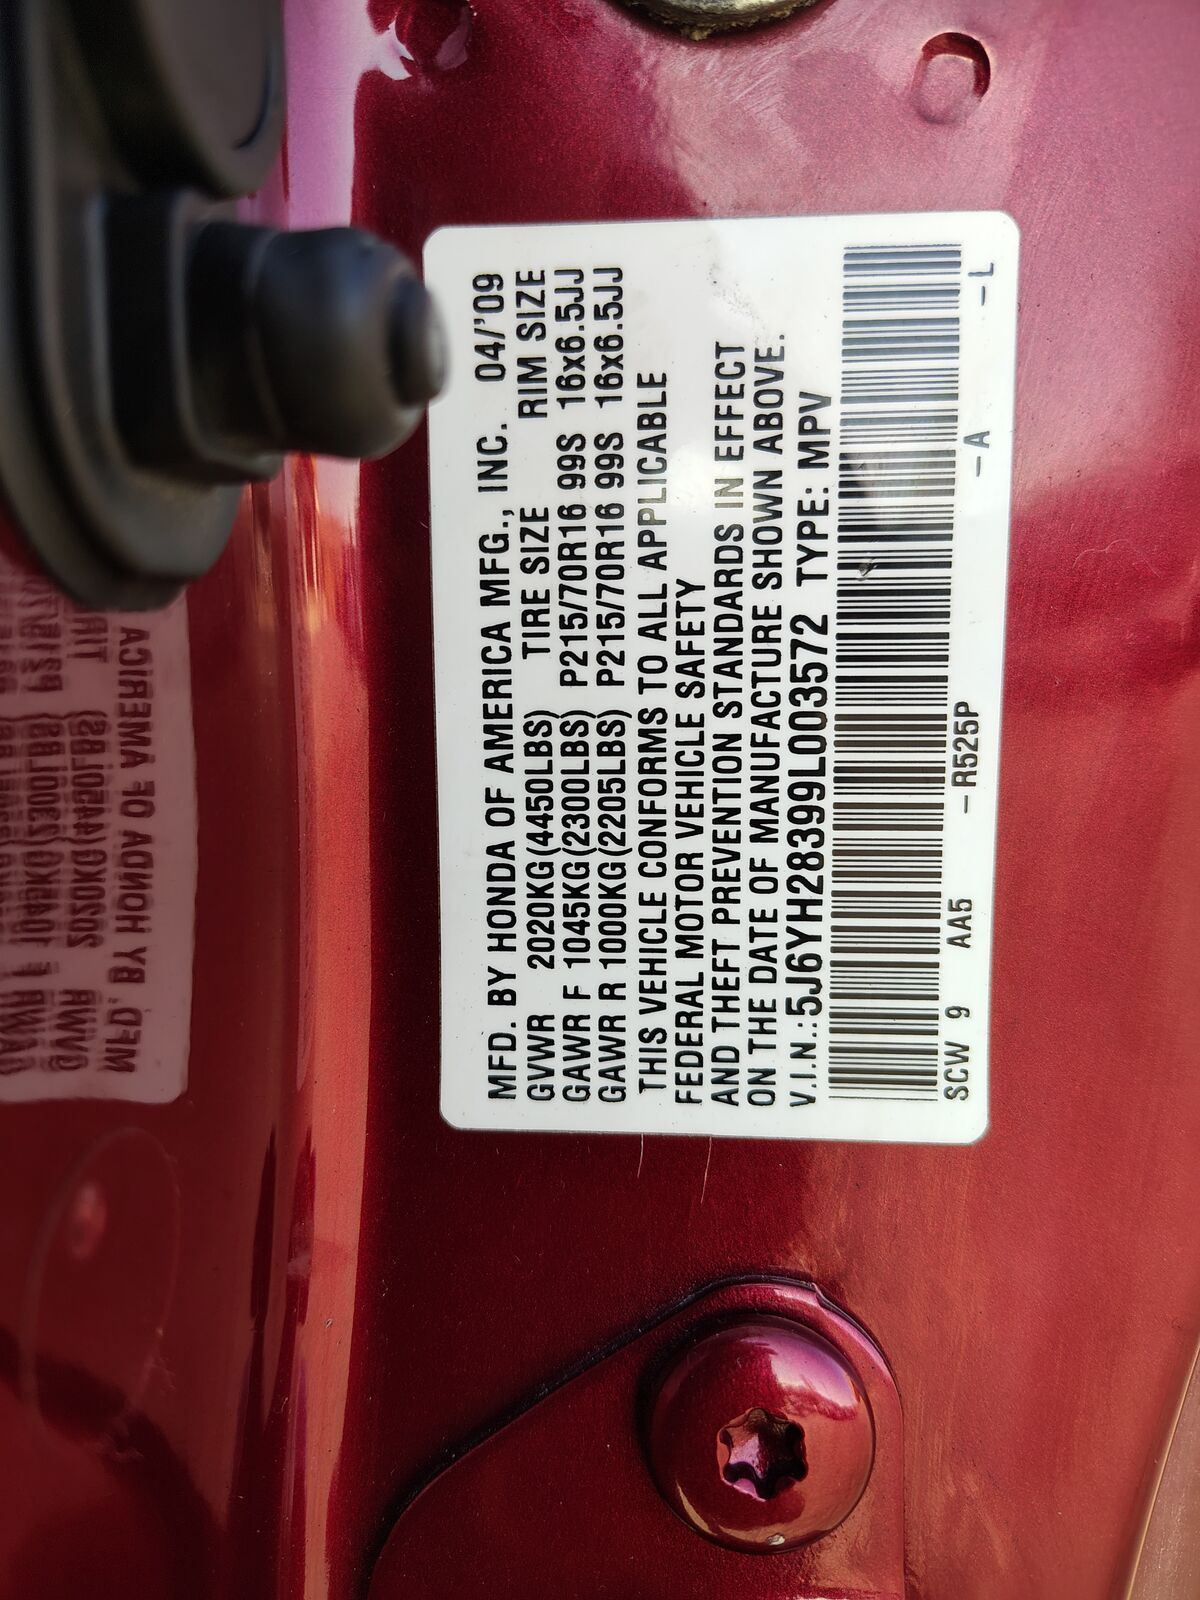 MFD. BY HONDA OF AMERICA MFG., INC. 04/'09
GVWR 2020KG(4450LBS) TIRE SIZE RIM SIZE
GAWR F 1045KG(2300LBS) P215/70R16 99S 16x6.5JJ
GAWR R 1000KG(2205LBS) P215/70R16 99S 16x6.5JJ
THIS VEHICLE CONFORMS TO ALL APPLICABLE
FEDERAL MOTOR VEHICLE SAFETY
AND THEFT PREVENTION STANDARDS IN EFFECT
ON THE DATE OF MANUFACTURE SHOWN ABOVE.
V.I.N.:5J6YH28399L003572 TYPE: MPV
SCW 9 AA5 –R525P –A –L